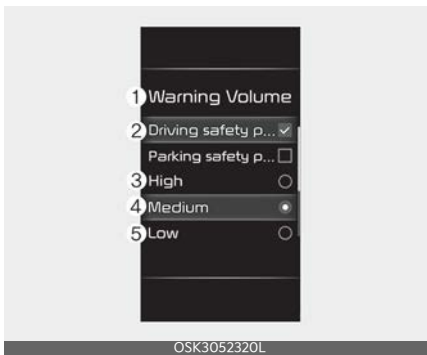 1 Warning Volume
2 Driving safety p...
Parking safety p...
3 High
4 Medium
5 Low
OSK3052320L